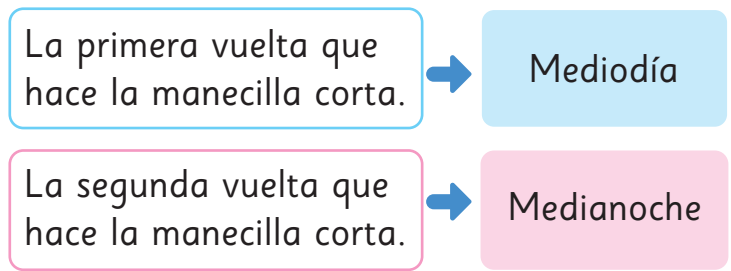 La primera vuelta que
hace la manecilla corta.
Mediodía
La segunda vuelta que
hace la manecilla corta.
Medianoche